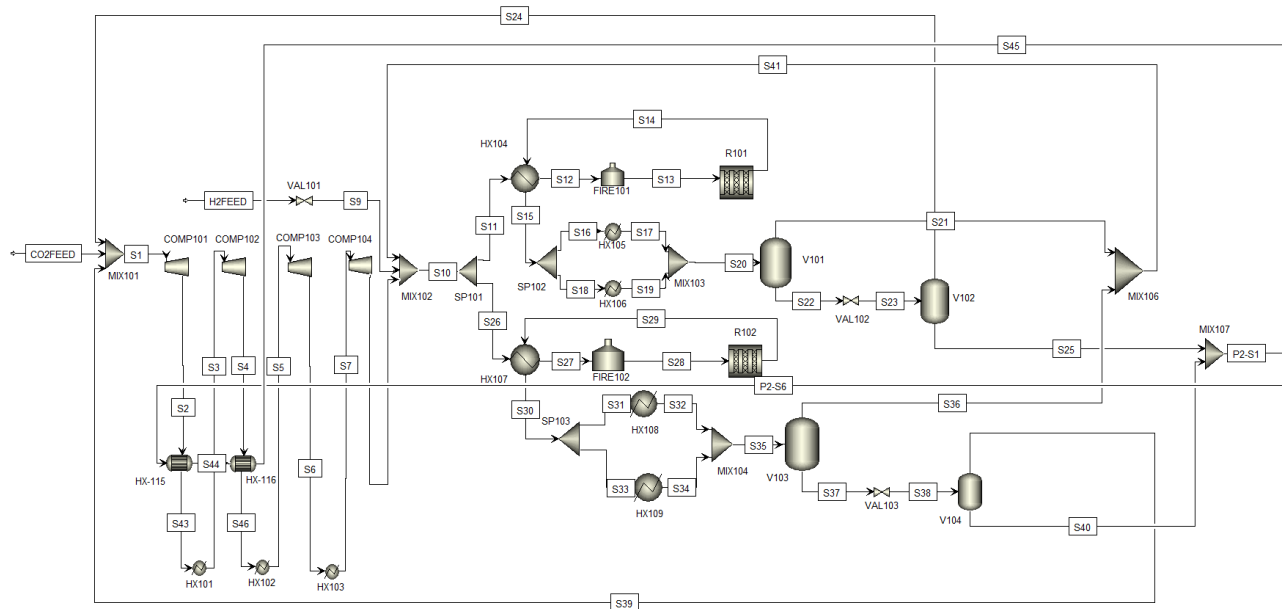 S24
S45
S41
S14
HX104
R101
VAL101
S12
FIRE101
S13
H2FEED
S9
S11
S15
COMP101
COMP102
COMP103
COMP104
S16
S17
S21
CO2FEED
S1
MIX101
HX105
S10
MIX102
SP101
SP102
S20
V101
MIX103
S18
S19
HX106
MIX106
S22
S23
VAL102
V102
S26
S29
R102
MIX107
S25
P2-S1
HX107
S27
FIRE102
S28
S3
S4
S5
S7
P2-S6
S30
S31
S32
S36
S2
SP103
HX108
S35
MIX104
V103
S44
HX-115
HX-116
S6
S33
S34
HX109
S37
S38
VAL103
V104
S40
S43
S46
HX101
HX102
HX103
S39